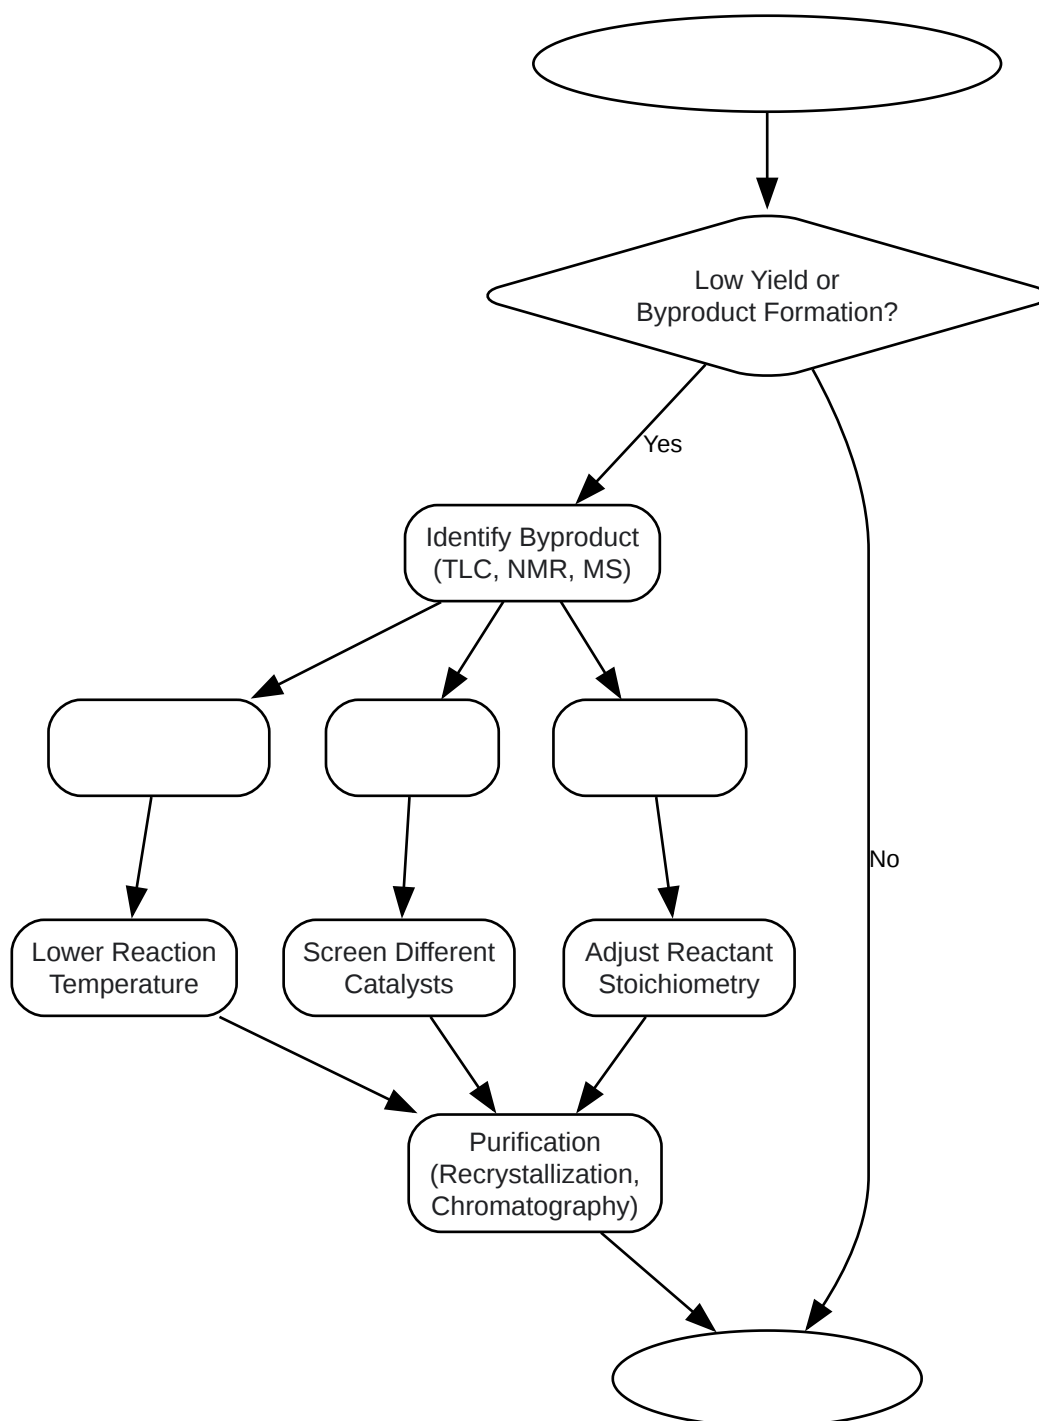 Low Yield or
Byproduct Formation?
Yes
Identify Byproduct
(TLC, NMR, MS)
No
Lower Reaction
Temperature
Screen Different
Catalysts
Adjust Reactant
Stoichiometry
Purification
(Recrystallization,
Chromatography)